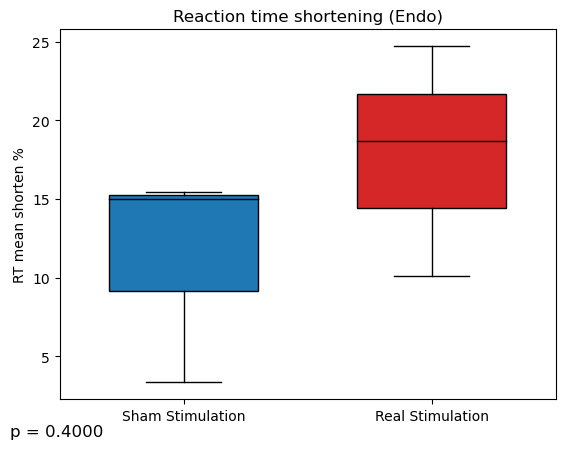 Reaction time shortening (Endo)
RT mean shorten %
25
20
15
10
5
Sham Stimulation
Real Stimulation
p = 0.4000